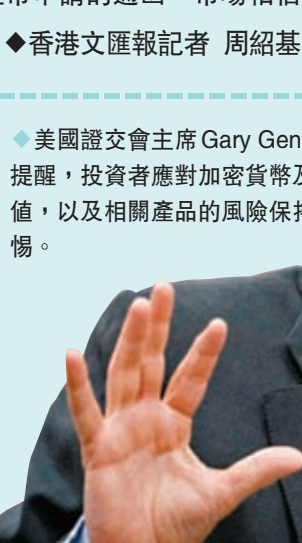 ◆香港文匯報記者 周紹基
◆美國證交會主席Gary Gen
提醒，投資者應對加密貨幣及
值，以及相關產品的風險保持
惕。